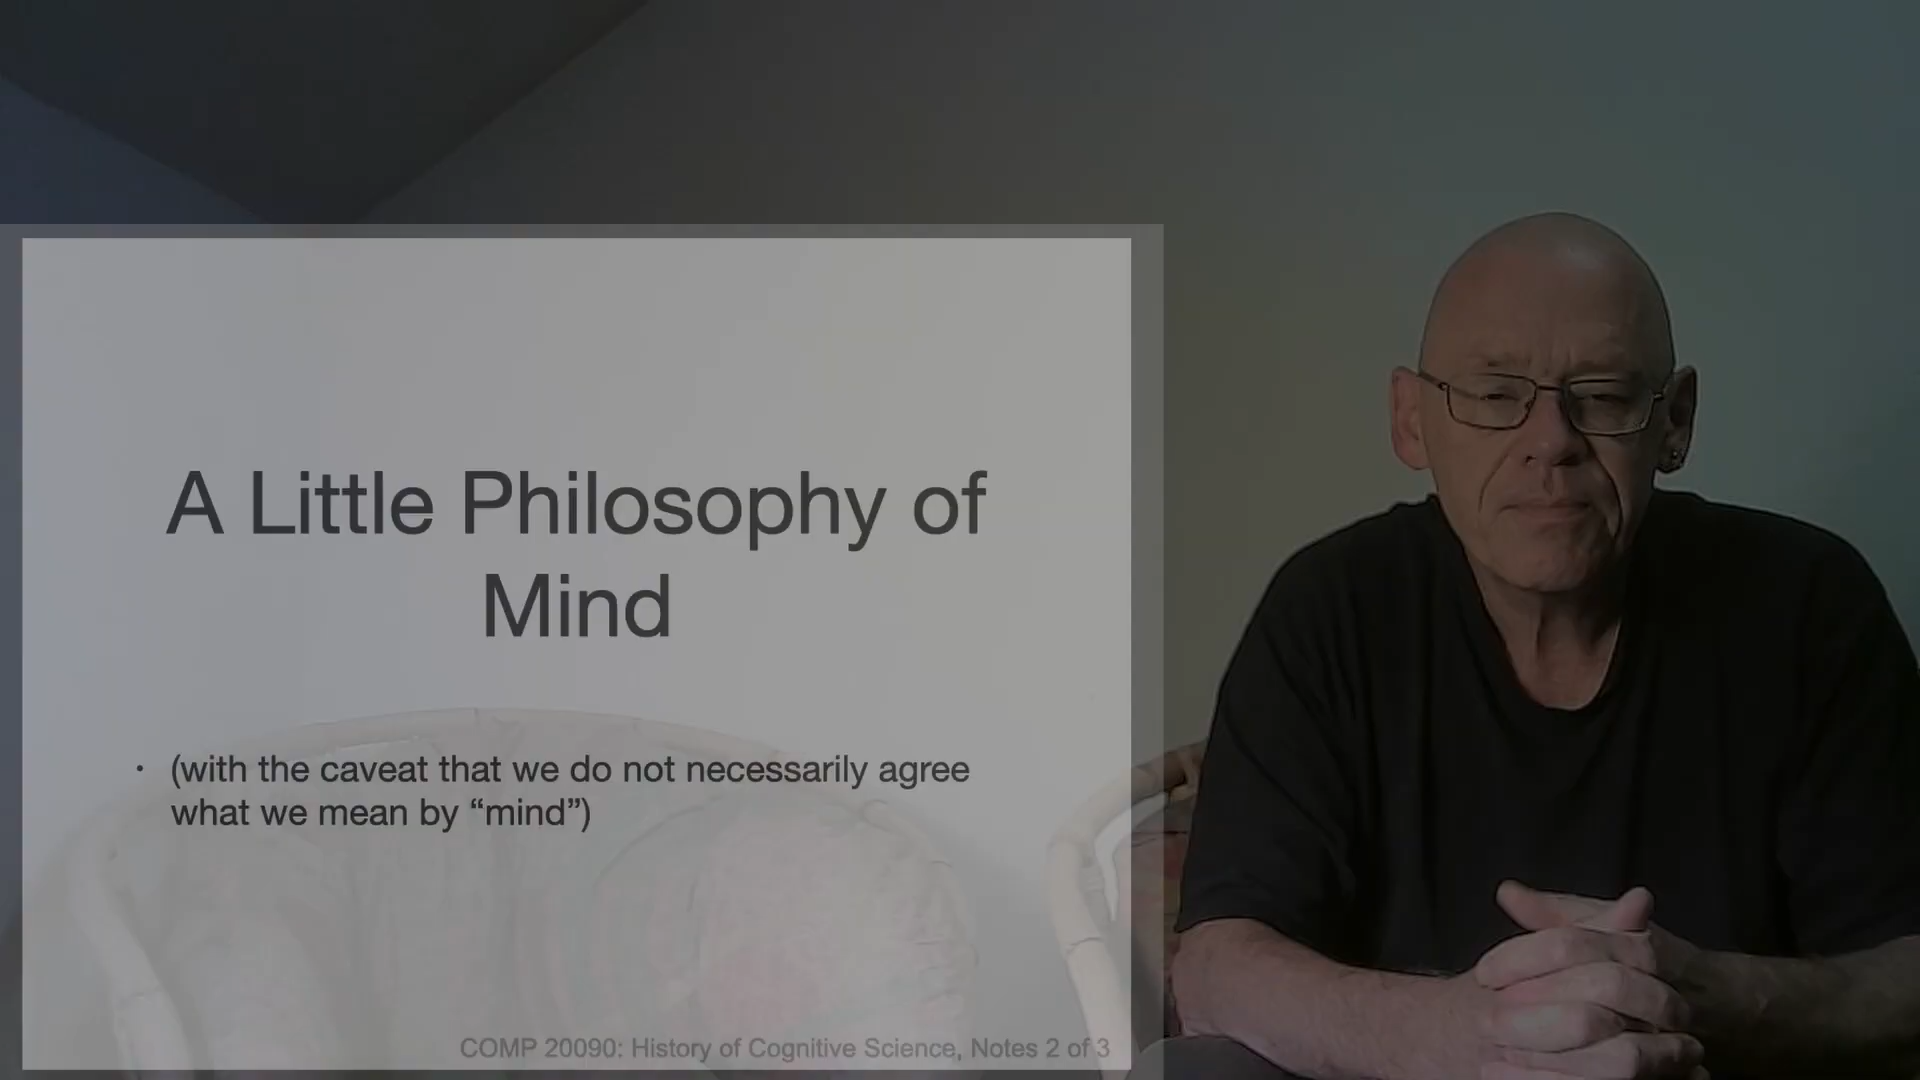 A Little Philosophy of
Mind
• (with the caveat that we do not necessarily agree
what we mean by “mind”)
COMP 20090: History of Cognitive Science, Notes 2 of 3